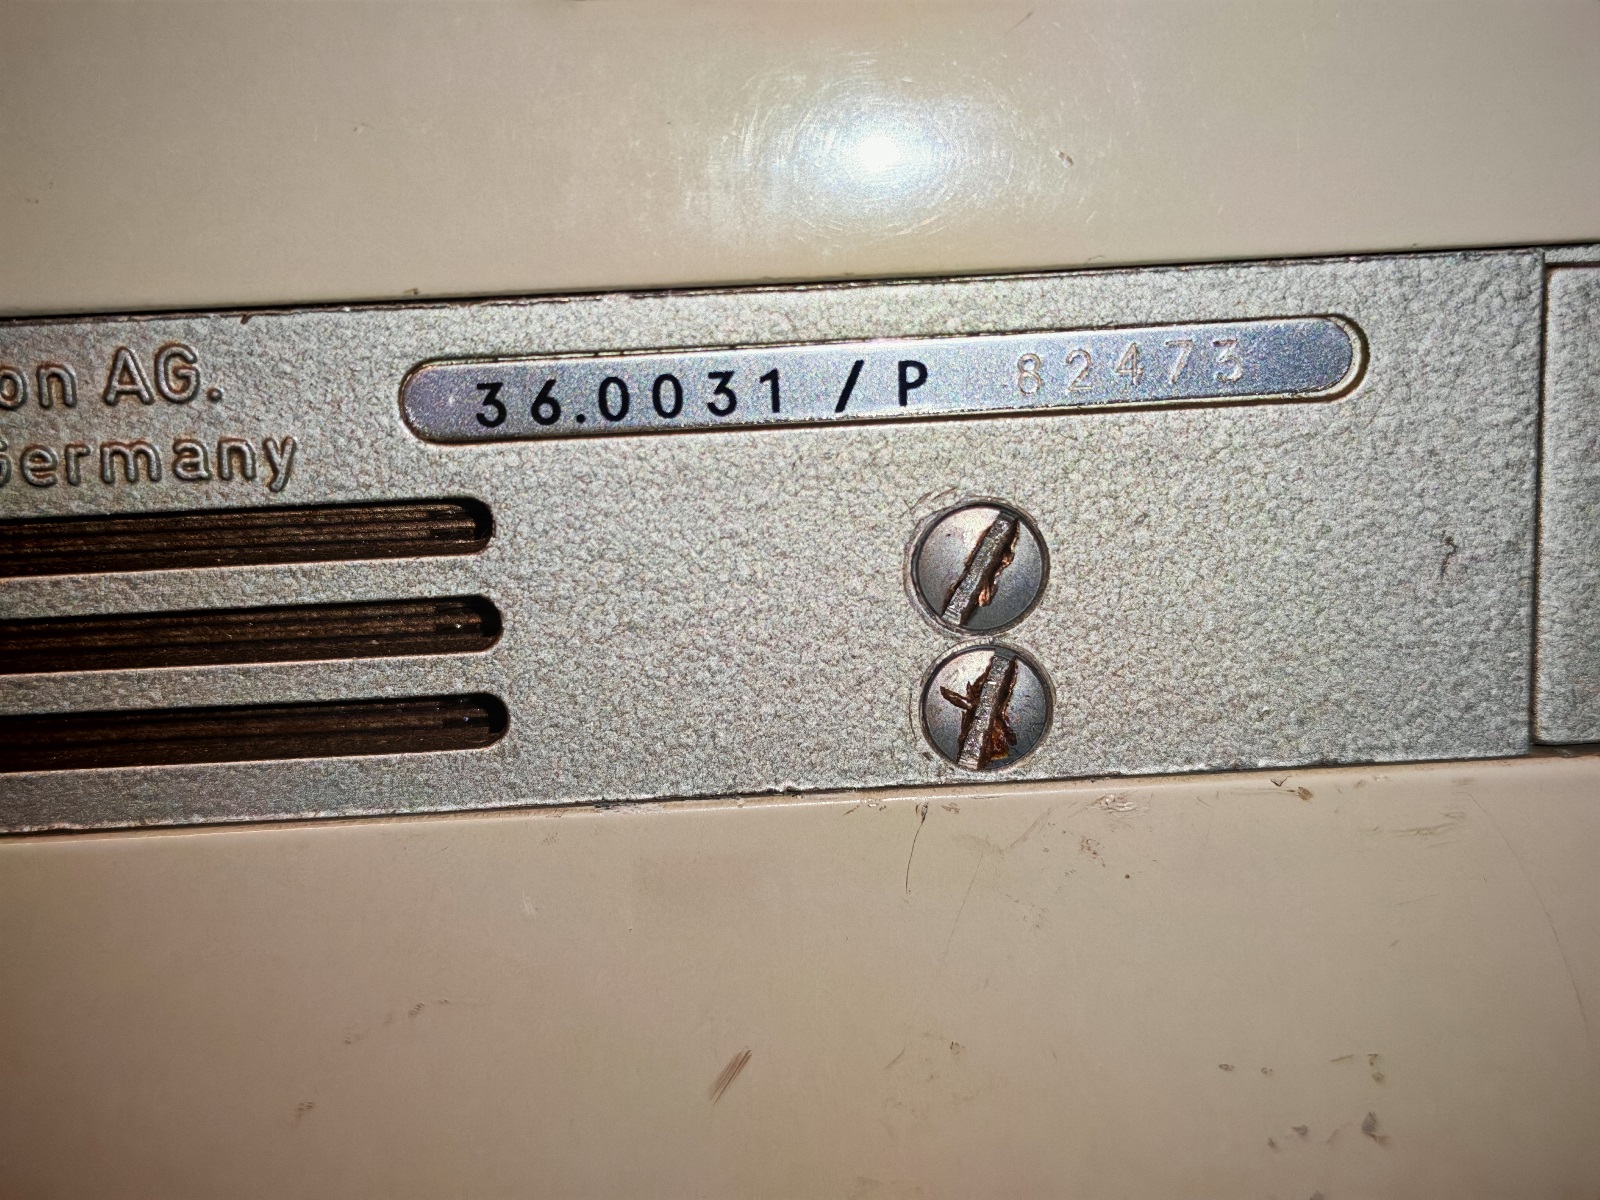 on AG.
Germany
36.0031 / P 82473